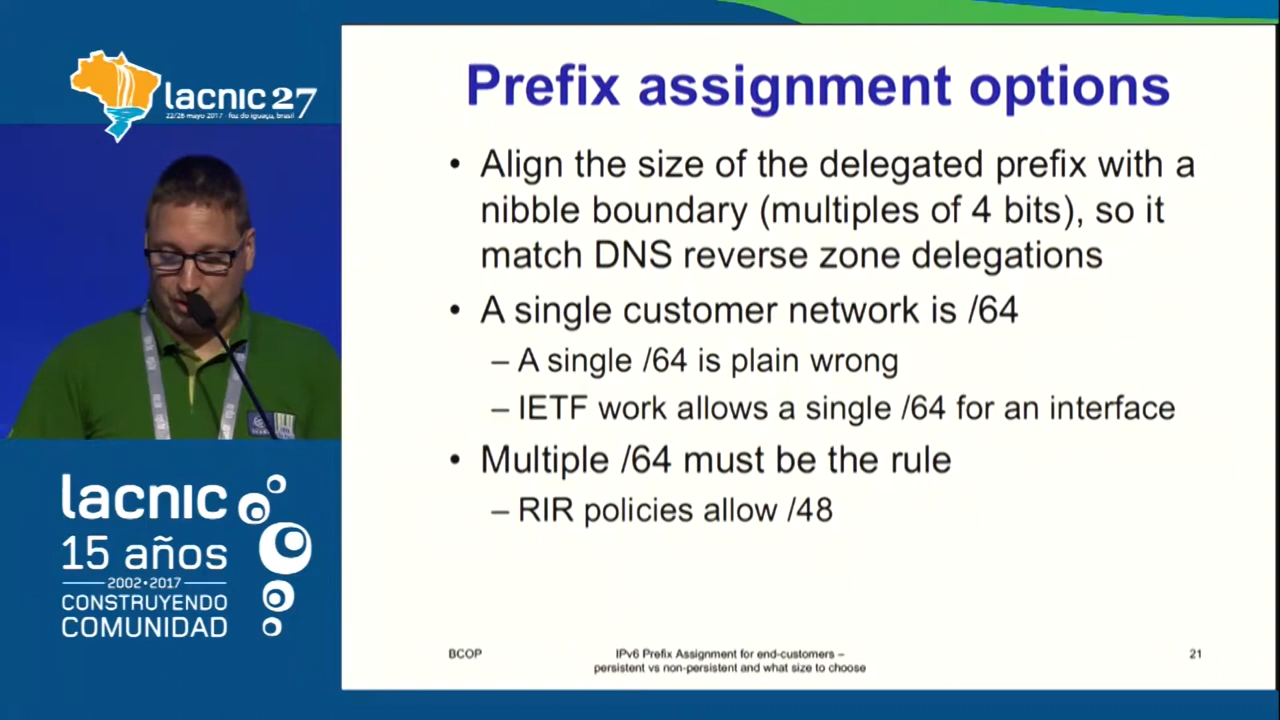 lacnic 27
22/26 mayo 2017 - foz do iguaçu, brasil
Prefix assignment options
• Align the size of the delegated prefix with a
nibble boundary (multiples of 4 bits), so it
match DNS reverse zone delegations
• A single customer network is /64
– A single /64 is plain wrong
– IETF work allows a single /64 for an interface
• Multiple /64 must be the rule
– RIR policies allow /48
lacnic
15 años
2002•2017
CONSTRUYENDO
COMUNIDAD
BCOP
IPv6 Prefix Assignment for end-customers –
persistent vs non-persistent and what size to choose
21